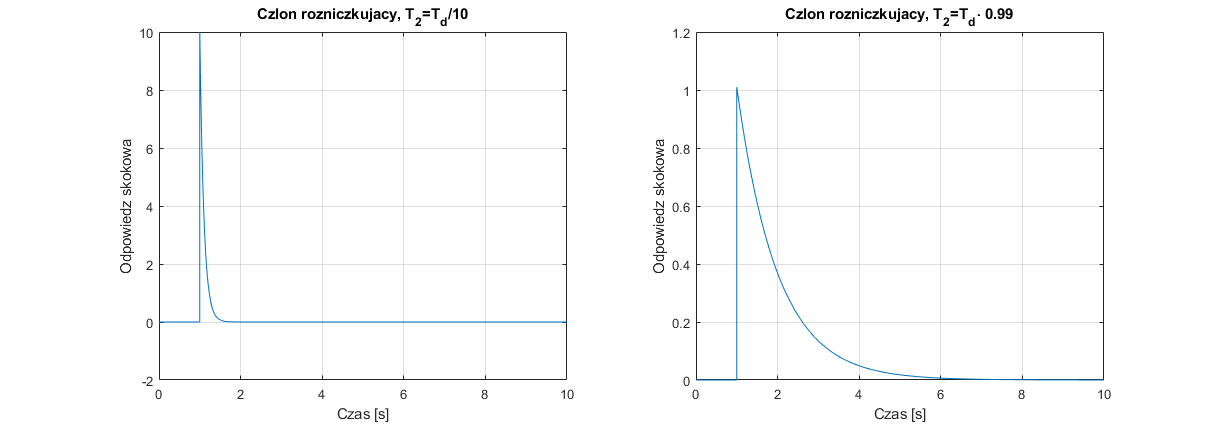 Czlon rozniczkujacy, T2=Td/10
10
8
6
4
2
0
-2
0 2 4 6 8 10
Odpowiedz skokowa
Czas [s]
Czlon rozniczkujacy, T2=Td· 0.99
1.2
1
0.8
0.6
0.4
0.2
0
0 2 4 6 8 10
Odpowiedz skokowa
Czas [s]